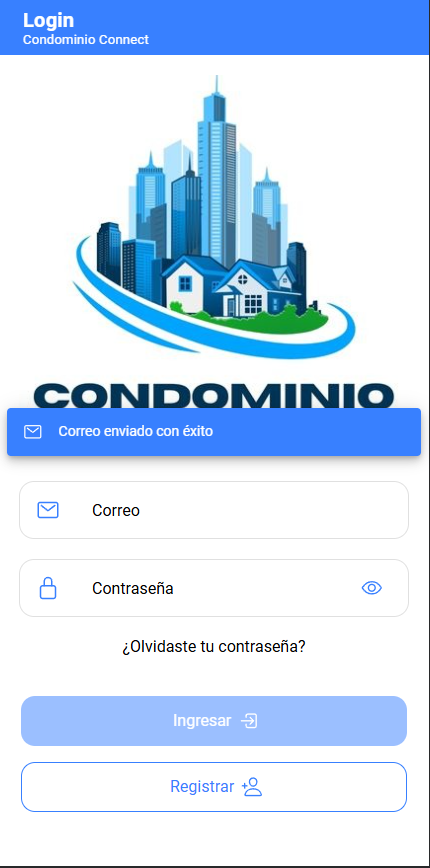 Login
Condominio Connect
CONDOMINIO
Correo enviado con éxito
Correo
Contraseña
¿Olvidaste tu contraseña?
Ingresar
Registrar